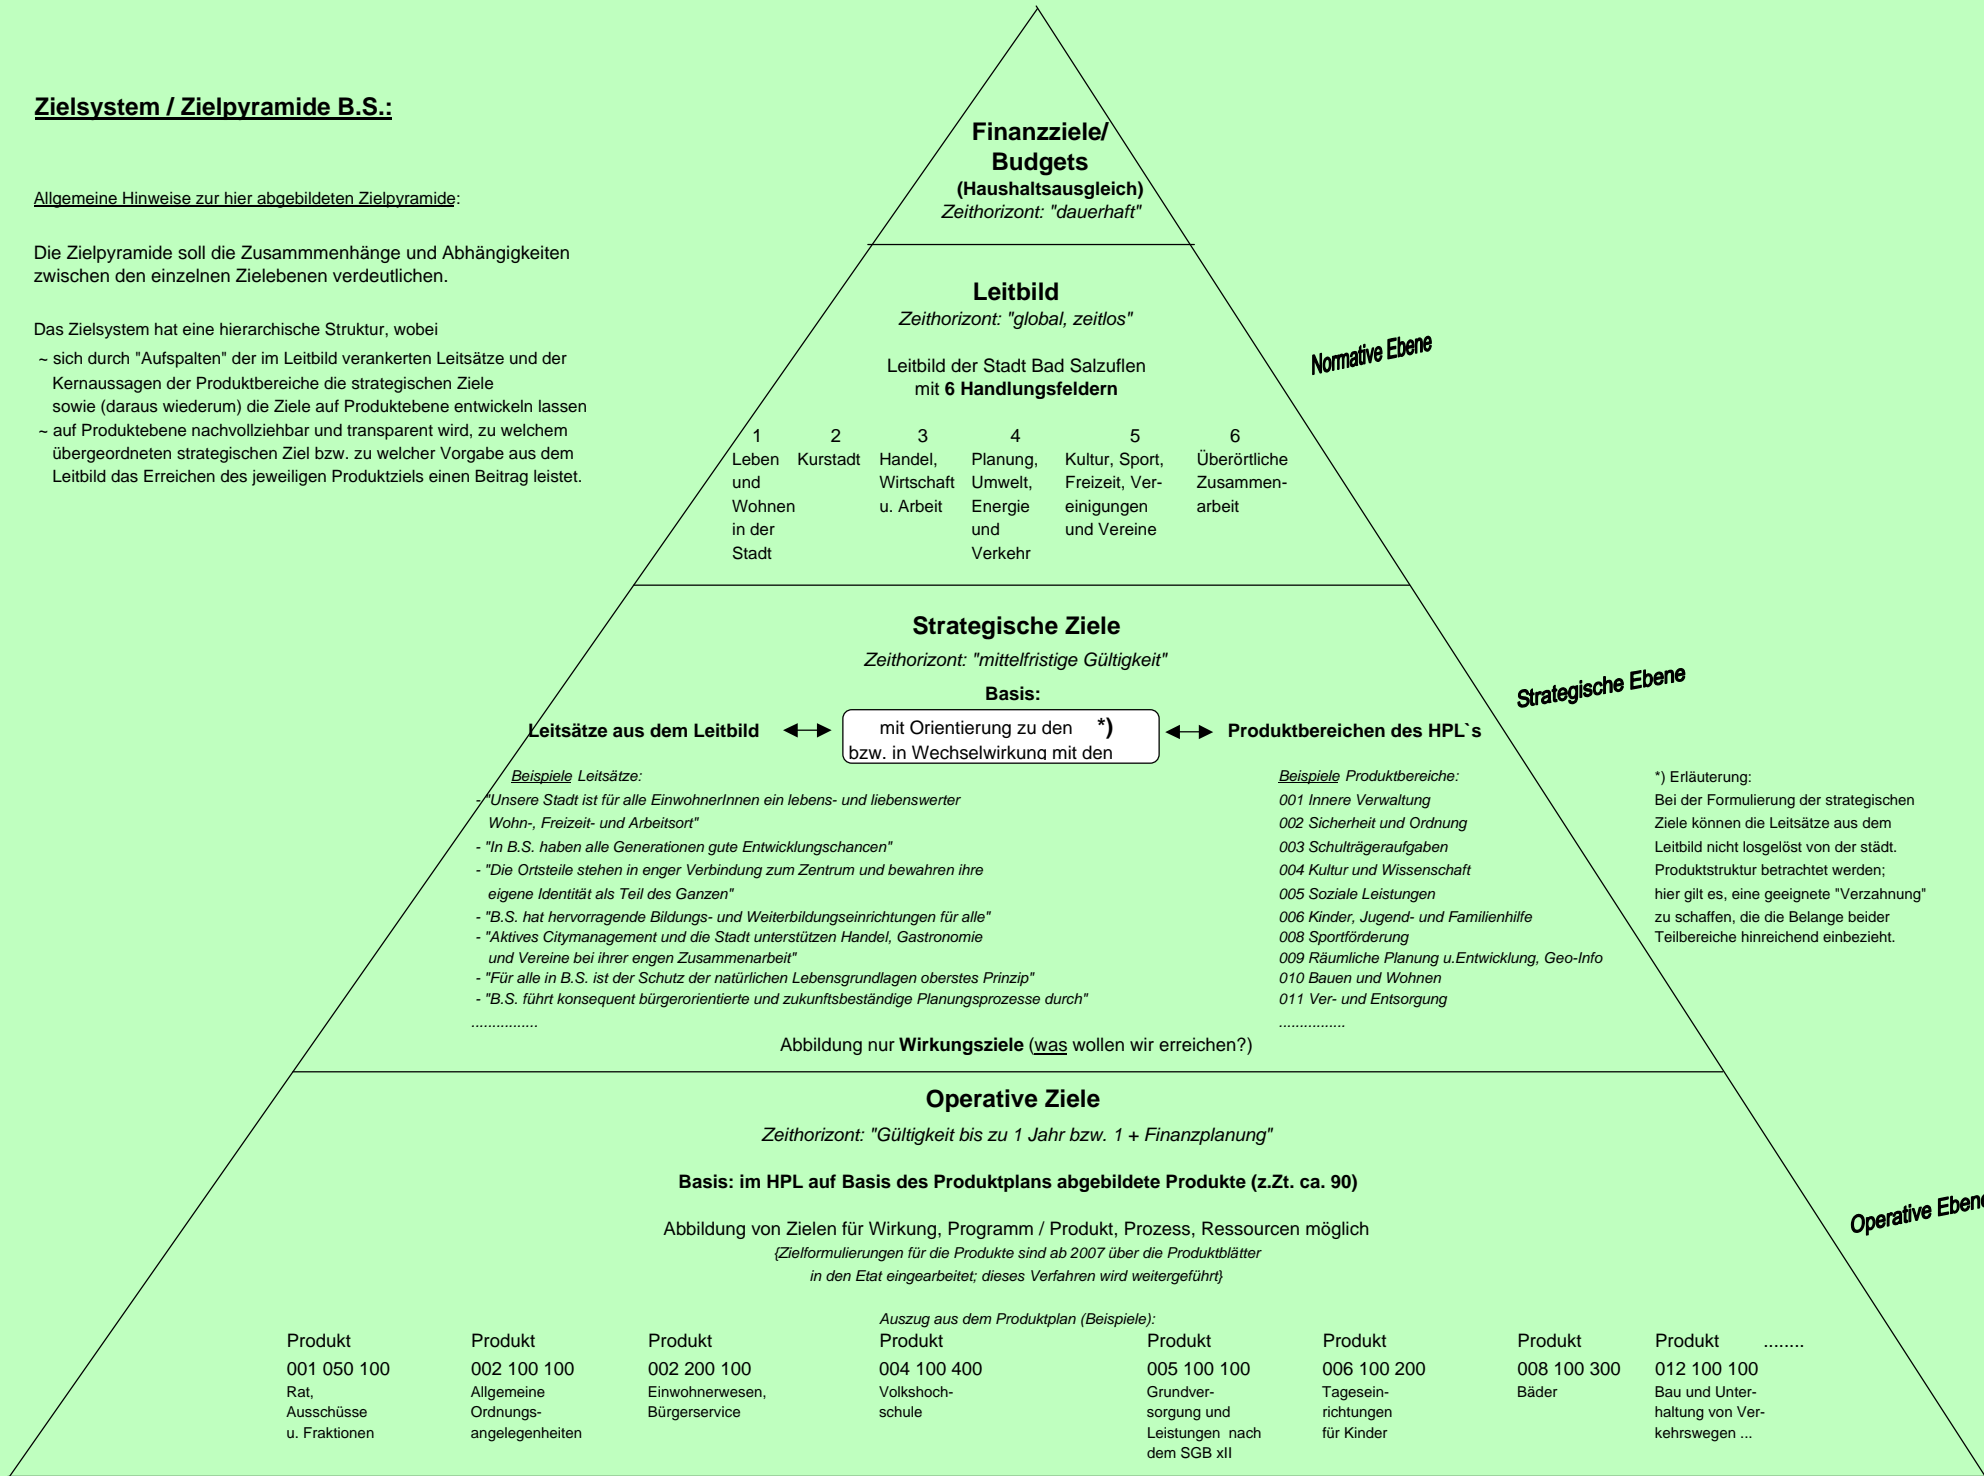 Zielsystem / Zielpyramide B.S.:
Allgemeine Hinweise zur hier abgebildeten Zielpyramide:
Die Zielpyramide soll die Zusammmenhänge und Abhängigkeiten
zwischen den einzelnen Zielebenen verdeutlichen.
Das Zielsystem hat eine hierarchische Struktur, wobei
~ sich durch "Aufspalten" der im Leitbild verankerten Leitsätze und der
Kernaussagen der Produktbereiche die strategischen Ziele
sowie (daraus wiederum) die Ziele auf Produktebene entwickeln lassen
~ auf Produktebene nachvollziehbar und transparent wird, zu welchem
übergeordneten strategischen Ziel bzw. zu welcher Vorgabe aus dem
Leitbild das Erreichen des jeweiligen Produktziels einen Beitrag leistet.
Finanzziele/
Budgets
(Haushaltsausgleich)
Zeithorizont: "dauerhaft"
Leitbild
Zeithorizont: "global, zeitlos"
Leitbild der Stadt Bad Salzuflen
mit 6 Handlungsfeldern
1 2 3 4 5 6
Leben Kurstadt Handel, Planung, Kultur, Sport, Überörtliche
und Wirtschaft Umwelt, Freizeit, Ver- Zusammen-
Wohnen u. Arbeit Energie einigungen arbeit
in der und und Vereine
Stadt Verkehr
Normative Ebene
Strategische Ziele
Zeithorizont: "mittelfristige Gültigkeit"
Basis:
Leitsätze aus dem Leitbild mit Orientierung zu den *) Produktbereichen des HPL`s
bzw. in Wechselwirkung mit den
Strategische Ebene
Beispiele Leitsätze:
- "Unsere Stadt ist für alle EinwohnerInnen ein lebens- und liebenswerter
Wohn-, Freizeit- und Arbeitsort"
- "In B.S. haben alle Generationen gute Entwicklungschancen"
- "Die Ortsteile stehen in enger Verbindung zum Zentrum und bewahren ihre
eigene Identität als Teil des Ganzen"
- "B.S. hat hervorragende Bildungs- und Weiterbildungseinrichtungen für alle"
- "Aktives Citymanagement und die Stadt unterstützen Handel, Gastronomie
und Vereine bei ihrer engen Zusammenarbeit"
- "Für alle in B.S. ist der Schutz der natürlichen Lebensgrundlagen oberstes Prinzip"
- "B.S. führt konsequent bürgerorientierte und zukunftsbeständige Planungsprozesse durch"
................
Beispiele Produktbereiche:
001 Innere Verwaltung
002 Sicherheit und Ordnung
003 Schulträgeraufgaben
004 Kultur und Wissenschaft
005 Soziale Leistungen
006 Kinder, Jugend- und Familienhilfe
008 Sportförderung
009 Räumliche Planung u.Entwicklung, Geo-Info
010 Bauen und Wohnen
011 Ver- und Entsorgung
................
*) Erläuterung:
Bei der Formulierung der strategischen
Ziele können die Leitsätze aus dem
Leitbild nicht losgelöst von der städt.
Produktstruktur betrachtet werden;
hier gilt es, eine geeignete "Verzahnung"
zu schaffen, die die Belange beider
Teilbereiche hinreichend einbezieht.
Abbildung nur Wirkungsziele (was wollen wir erreichen?)
Operative Ziele
Zeithorizont: "Gültigkeit bis zu 1 Jahr bzw. 1 + Finanzplanung"
Basis: im HPL auf Basis des Produktplans abgebildete Produkte (z.Zt. ca. 90)
Operative Ebene
Abbildung von Zielen für Wirkung, Programm / Produkt, Prozess, Ressourcen möglich
{Zielformulierungen für die Produkte sind ab 2007 über die Produktblätter
in den Etat eingearbeitet; dieses Verfahren wird weitergeführt}
Auszug aus dem Produktplan (Beispiele):
Produkt Produkt Produkt Produkt Produkt Produkt Produkt Produkt ........
001 050 100 002 100 100 002 200 100 004 100 400 005 100 100 006 100 200 008 100 300 012 100 100
Rat, Allgemeine Einwohnerwesen, Volkshoch- Grundver- Tagesein- Bäder Bau und Unter-
Ausschüsse Ordnungs- Bürgerservice schule sorgung und richtungen haltung von Ver-
u. Fraktionen angelegenheiten Leistungen nach für Kinder kehrswegen ...
dem SGB xII